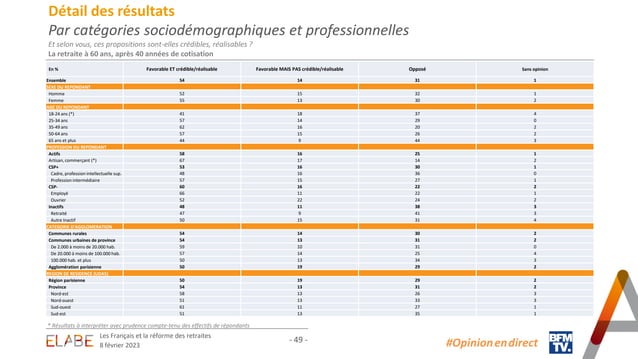 Détail des résultats
Par catégories sociodémographiques et professionnelles
Et selon vous, ces propositions sont-elles crédibles, réalisables ?
La retraite à 60 ans, après 40 années de cotisation
En % Favorable ET crédible/réalisable Favorable MAIS PAS crédible/réalisable Opposé Sans opinion
Ensemble 54 14 31 1
SEXE DU REPONDANT
Homme 52 15 32 1
Femme 55 13 30 2
AGE DU REPONDANT
18-24 ans (*) 41 18 37 4
25-34 ans 57 14 29 0
35-49 ans 62 16 20 2
50-64 ans 57 15 26 2
65 ans et plus 44 9 44 3
PROFESSION DU REPONDANT
Actifs 58 16 25 1
Artisan, commerçant (*) 67 17 14 2
CSP+ 53 16 30 1
Cadre, profession intellectuelle sup. 48 16 36 0
Profession intermédiaire 57 15 27 1
CSP- 60 16 22 2
Employé 66 11 22 1
Ouvrier 52 22 24 2
Inactifs 48 11 38 3
Retraité 47 9 41 3
Autre inactif 50 15 31 4
CATEGORIE D'AGGLOMERATION
Communes rurales 54 14 30 2
Communes urbaines de province 54 13 31 2
De 2.000 à moins de 20.000 hab. 59 10 31 0
De 20.000 à moins de 100.000 hab. 57 14 25 4
100.000 hab. et plus 50 13 34 3
Agglomération parisienne 50 19 29 2
REGION DE RESIDENCE (UDA5)
Région parisienne 50 19 29 2
Province 54 13 31 2
Nord-est 58 13 26 3
Nord-ouest 51 13 33 3
Sud-ouest 61 11 27 1
Sud-est 51 13 35 1
* Résultats à interpréter avec prudence compte tenu des effectifs de répondants
ELABE
Les Français et la réforme des retraites
8 février 2023
- 49 -
#Opinion en direct
BFM
TV.